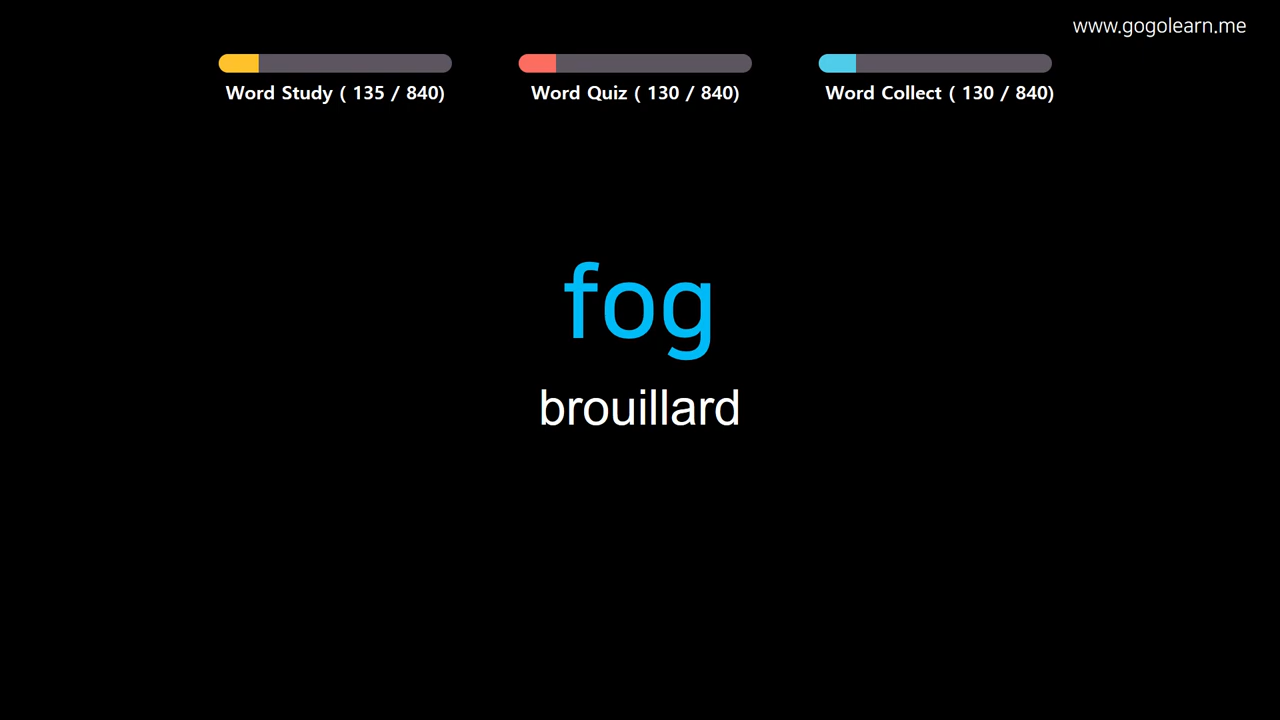 www.gogolearn.me
Word Study ( 135 / 840)
Word Quiz ( 130 / 840)
Word Collect ( 130 / 840)
fog
brouillard